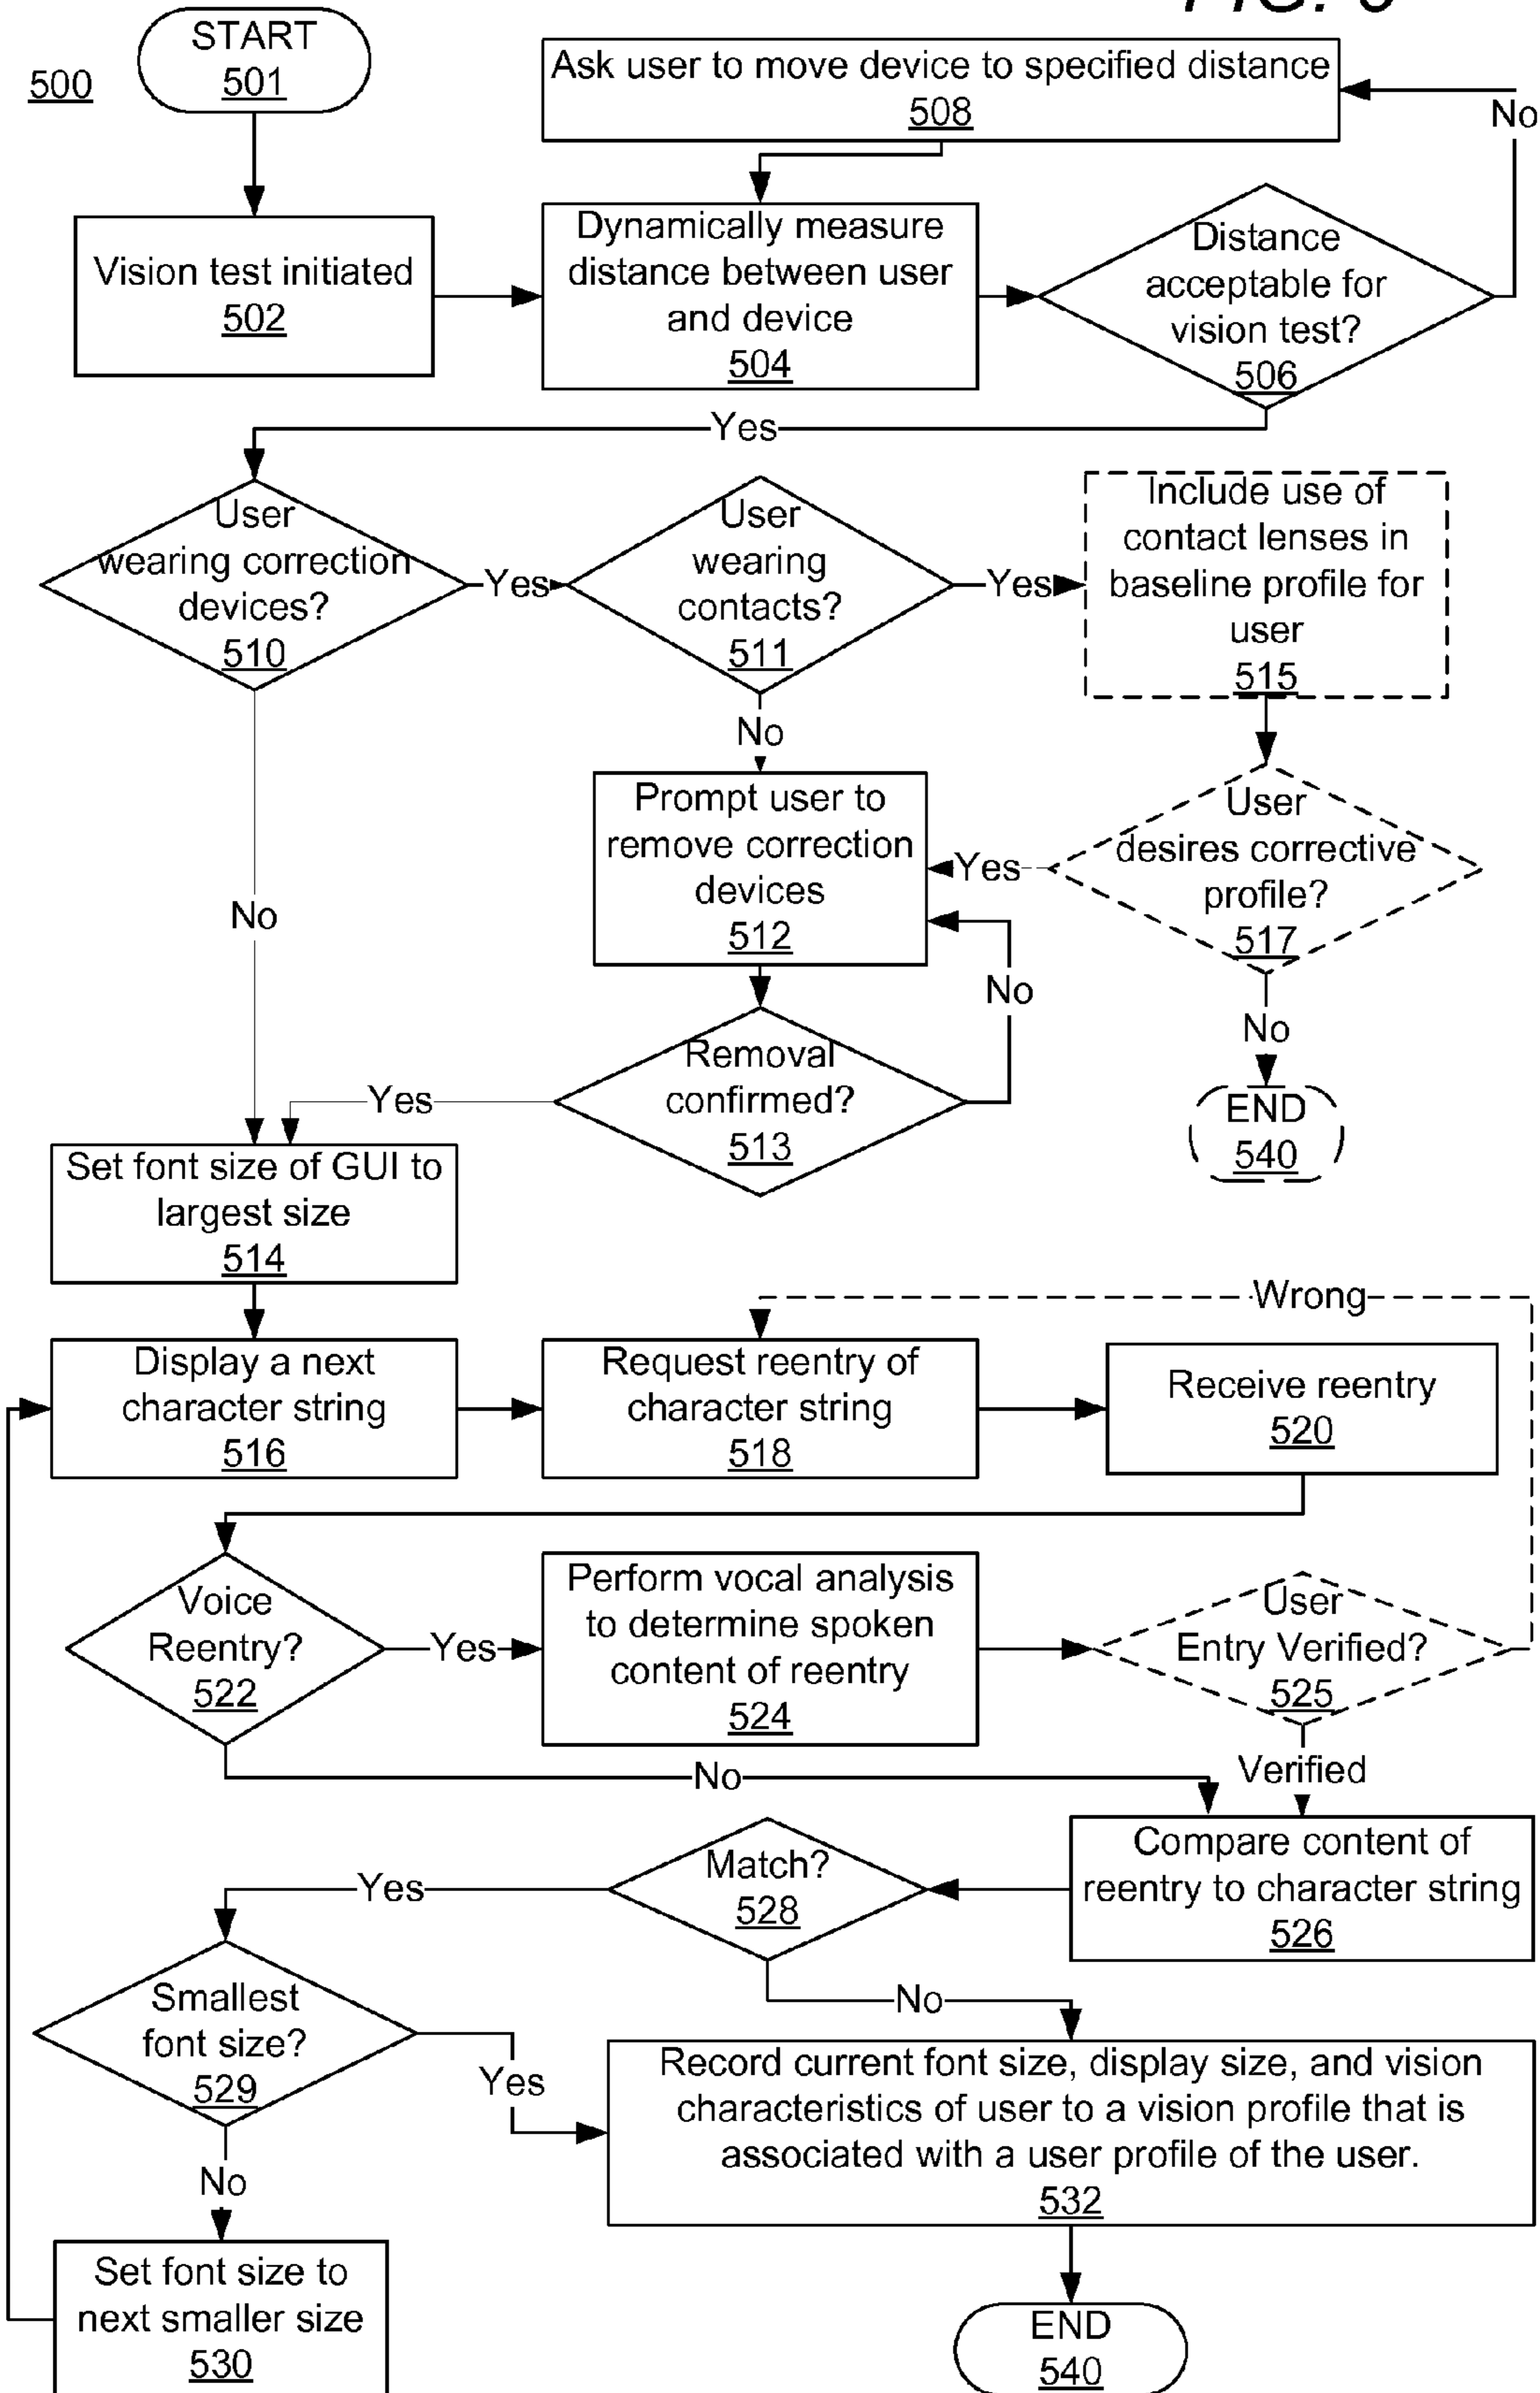 FIG.
500
START
501
Ask user to move device to specified distance
508
No
Vision test initiated
502
Dynamically measure
distance between user
and device
504
Distance
acceptable for
vision test?
506
Yes
User
wearing correction
devices?
510
Yes
User
wearing
contacts?
511
Yes
Include use of
contact lenses in
baseline profile for
user
515
No
No
Prompt user to
remove correction
devices
512
Yes
User
desires corrective
profile?
517
No
No
Removal
confirmed?
513
Yes
END
540
Set font size of GUI to
largest size
514
Wrong
Display a next
character string
516
Request reentry of
character string
518
Receive reentry
520
Voice
Reentry?
522
Yes
Perform vocal analysis
to determine spoken
content of reentry
524
User
Entry Verified?
525
No
Verified
Compare content of
reentry to character string
526
Match?
528
Yes
No
Smallest
font size?
529
Yes
No
Record current font size, display size, and vision
characteristics of user to a vision profile that is
associated with a user profile of the user.
532
Set font size to
next smaller size
530
END
540